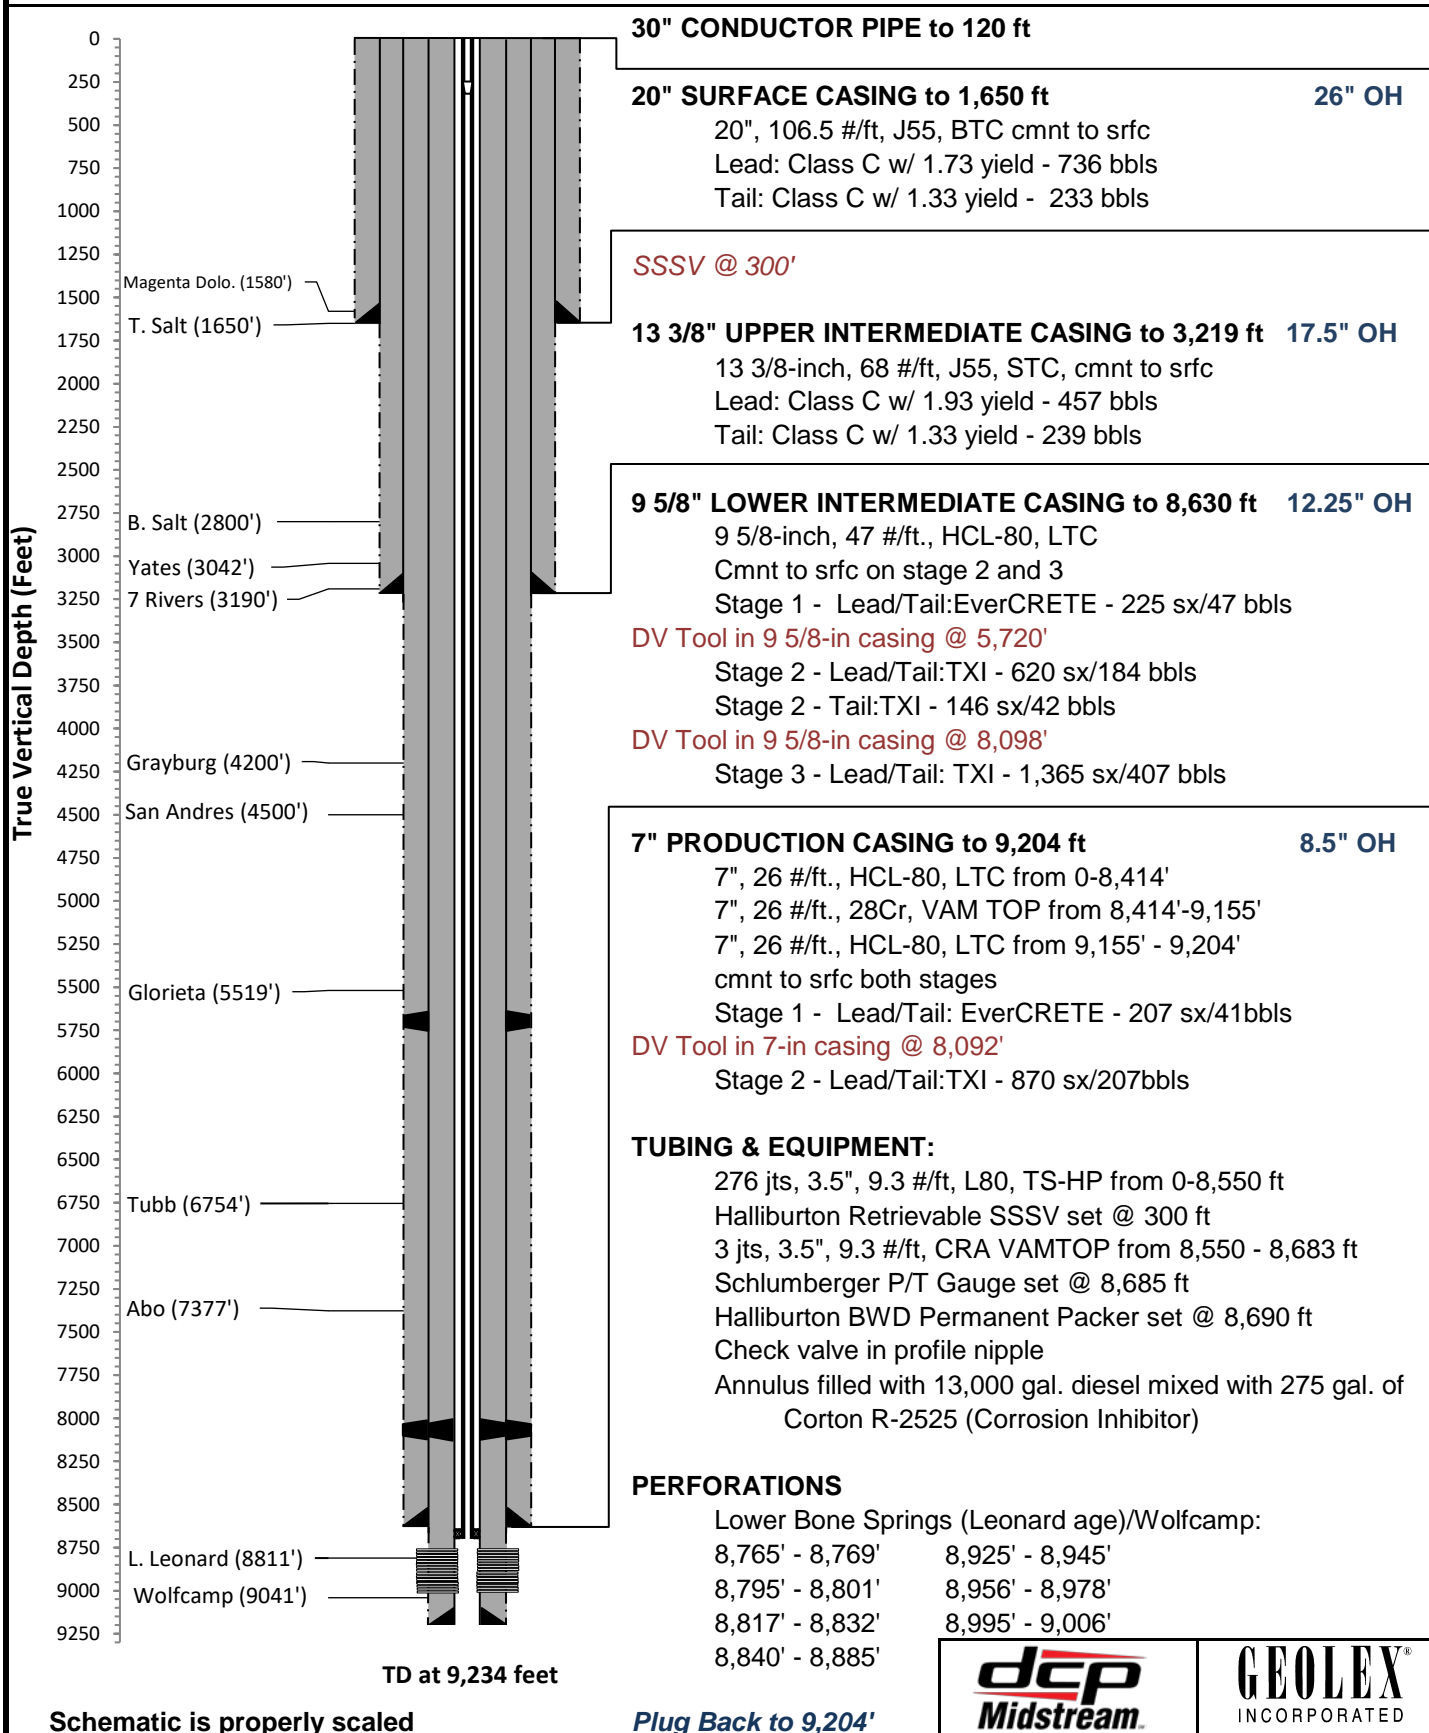 30" CONDUCTOR PIPE to 120 ft
20" SURFACE CASING to 1,650 ft 26" OH
20", 106.5 #/ft, J55, BTC cmnt to srfc
Lead: Class C w/ 1.73 yield - 736 bbls
Tail: Class C w/ 1.33 yield - 233 bbls
SSSV @ 300'
13 3/8" UPPER INTERMEDIATE CASING to 3,219 ft 17.5" OH
13 3/8-inch, 68 #/ft, J55, STC, cmnt to srfc
Lead: Class C w/ 1.93 yield - 457 bbls
Tail: Class C w/ 1.33 yield - 239 bbls
9 5/8" LOWER INTERMEDIATE CASING to 8,630 ft 12.25" OH
9 5/8-inch, 47 #/ft., HCL-80, LTC
Cmnt to srfc on stage 2 and 3
Stage 1 - Lead/Tail:EverCRETE - 225 sx/47 bbls
DV Tool in 9 5/8-in casing @ 5,720'
Stage 2 - Lead/Tail:TXI - 620 sx/184 bbls
Stage 2 - Tail:TXI - 146 sx/42 bbls
DV Tool in 9 5/8-in casing @ 8,098'
Stage 3 - Lead/Tail: TXI - 1,365 sx/407 bbls
7" PRODUCTION CASING to 9,204 ft 8.5" OH
7", 26 #/ft., HCL-80, LTC from 0-8,414'
7", 26 #/ft., 28Cr, VAM TOP from 8,414'-9,155'
7", 26 #/ft., HCL-80, LTC from 9,155' - 9,204'
cmnt to srfc both stages
Stage 1 - Lead/Tail: EverCRETE - 207 sx/41bbls
DV Tool in 7-in casing @ 8,092'
Stage 2 - Lead/Tail:TXI - 870 sx/207bbls
TUBING & EQUIPMENT:
276 jts, 3.5", 9.3 #/ft, L80, TS-HP from 0-8,550 ft
Halliburton Retrievable SSSV set @ 300 ft
3 jts, 3.5", 9.3 #/ft, CRA VAMTOP from 8,550 - 8,683 ft
Schlumberger P/T Gauge set @ 8,685 ft
Halliburton BWD Permanent Packer set @ 8,690 ft
Check valve in profile nipple
Annulus filled with 13,000 gal. diesel mixed with 275 gal. of
Corton R-2525 (Corrosion Inhibitor)
PERFORATIONS
Lower Bone Springs (Leonard age)/Wolfcamp:
8,765' - 8,769' 8,925' - 8,945'
8,795' - 8,801' 8,956' - 8,978'
8,817' - 8,832' 8,995' - 9,006'
8,840' - 8,885'
Plug Back to 9,204'
True Vertical Depth (Feet)
0
250
500
750
1000
1250
1500
1750
2000
2250
2500
2750
3000
3250
3500
3750
4000
4250
4500
4750
5000
5250
5500
5750
6000
6250
6500
6750
7000
7250
7500
7750
8000
8250
8500
8750
9000
9250
Magenta Dolo. (1580')
T. Salt (1650')
B. Salt (2800')
Yates (3042')
7 Rivers (3190')
Grayburg (4200')
San Andres (4500')
Glorieta (5519')
Tubb (6754')
Abo (7377')
L. Leonard (8811')
Wolfcamp (9041')
TD at 9,234 feet
Schematic is properly scaled
dcp
Midstream
GEOLEX®
INCORPORATED